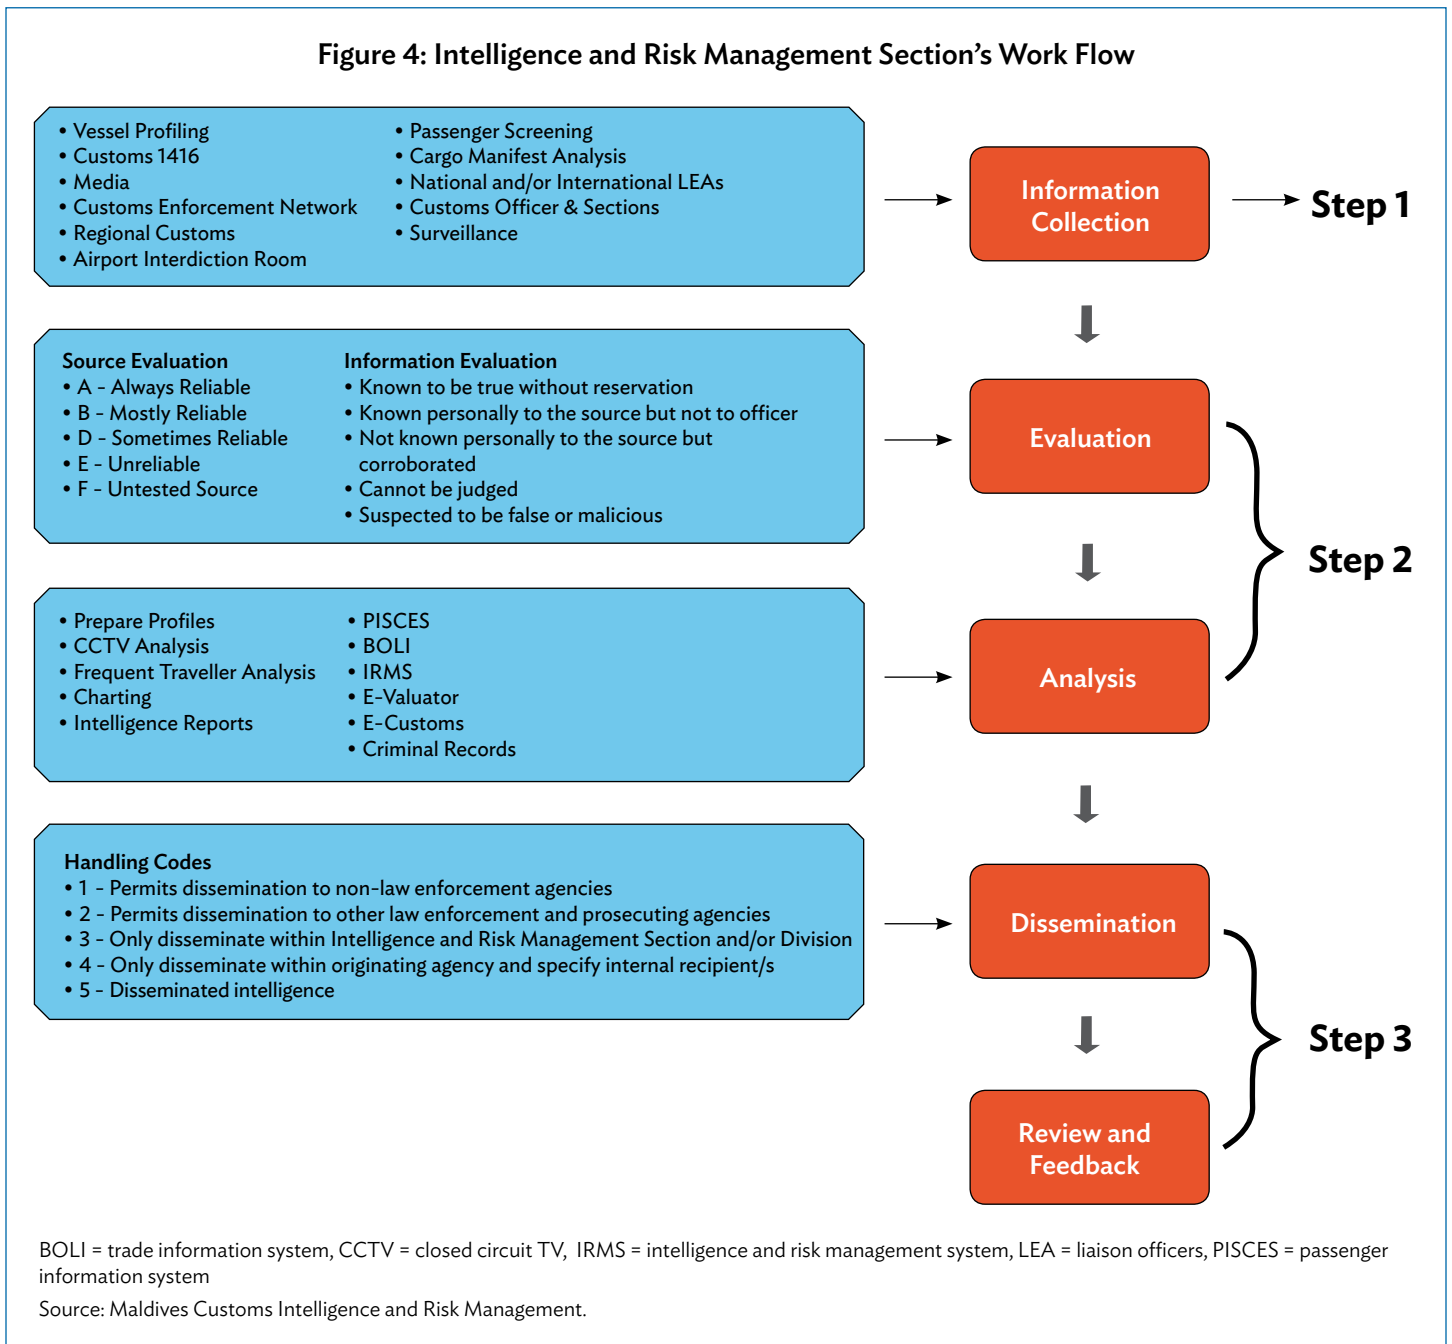 Figure 4: Intelligence and Risk Management Section's Work Flow
• Vessel Profiling
• Customs 1416
• Media
• Customs Enforcement Network
• Regional Customs
• Airport Interdiction Room
• Passenger Screening
• Cargo Manifest Analysis
• National and/or International LEAs
• Customs Officer & Sections
• Surveillance
Information
Collection
Step 1
Source Evaluation
• A - Always Reliable
• B - Mostly Reliable
• D - Sometimes Reliable
• E - Unreliable
• F - Untested Source
Information Evaluation
• Known to be true without reservation
• Known personally to the source but not to officer
• Not known personally to the source but
corroborated
• Cannot be judged
• Suspected to be false or malicious
Evaluation
Step 2
• Prepare Profiles
• CCTV Analysis
• Frequent Traveller Analysis
• Charting
• Intelligence Reports
• PISCES
• BOLI
• IRMS
• E-Valuator
• E-Customs
• Criminal Records
Analysis
Handling Codes
• 1 - Permits dissemination to non-law enforcement agencies
• 2 - Permits dissemination to other law enforcement and prosecuting agencies
• 3 - Only disseminate within Intelligence and Risk Management Section and/or Division
• 4 - Only disseminate within originating agency and specify internal recipient/s
• 5 - Disseminated intelligence
Dissemination
Step 3
Review and
Feedback
BOLI = trade information system, CCTV = closed circuit TV, IRMS = intelligence and risk management system, LEA = liaison officers, PISCES = passenger
information system
Source: Maldives Customs Intelligence and Risk Management.